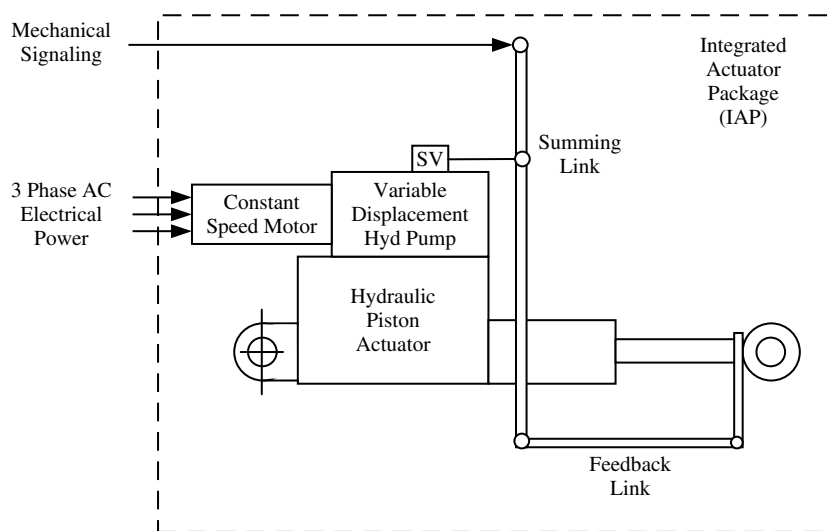 Mechanical
Signaling
Integrated
Actuator
Package
(IAP)
SV
Summing
Link
3 Phase AC
Electrical
Power
Constant
Speed Motor
Variable
Displacement
Hyd Pump
Hydraulic
Piston
Actuator
Feedback
Link